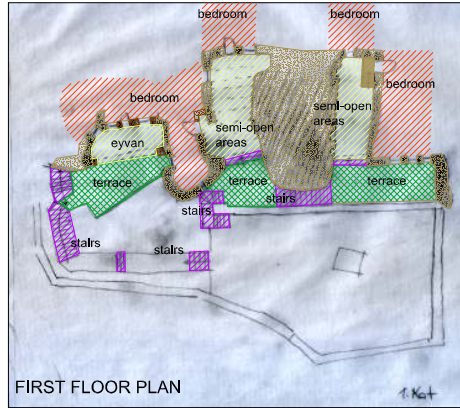 bedroom
bedroom
bedroom
bedroom
semi-open
areas
eyvan
semi-open
areas
terrace
terrace
terrace
stairs
stairs
stairs
stairs
FIRST FLOOR PLAN
1. Kat